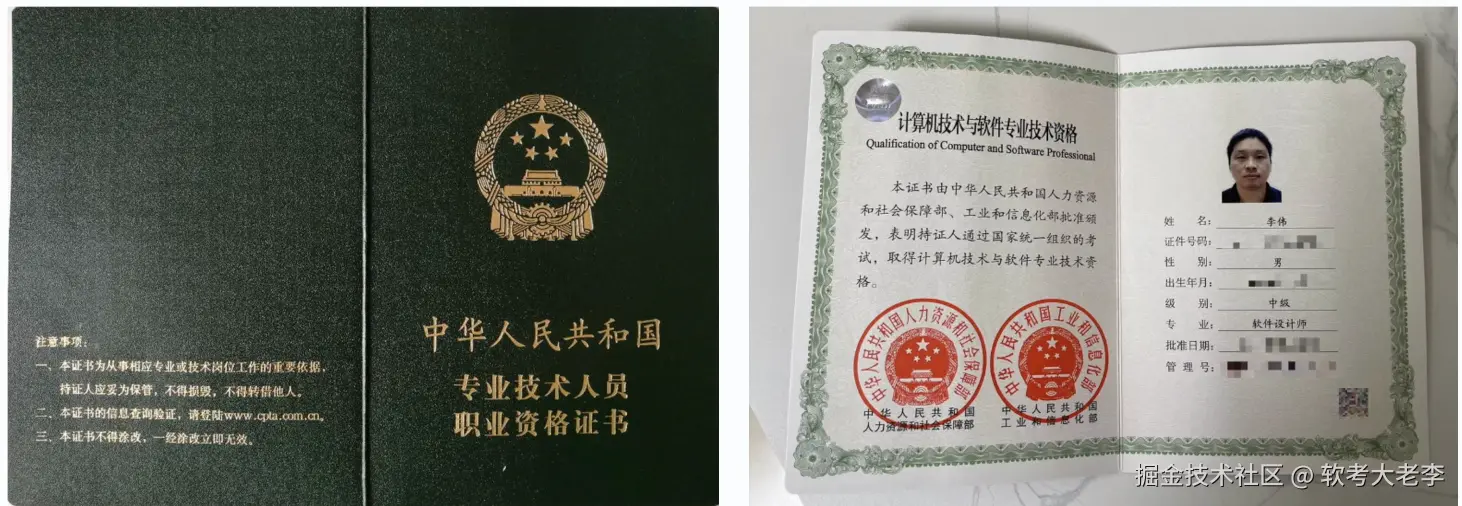 中华人民共和国
专业技术人员
职业资格证书
注意事项：
一、本证书为从事相应专业或技术岗位工作的重要依据，
持证人应妥为保管，不得损毁，不得转借他人。
二、本证书的信息查询验证，请登陆www.cpta.com.cn。
三、本证书不得涂改，一经涂改立即无效。
计算机技术与软件专业技术资格
Qualification of Computer and Software Professional
本证书由中华人民共和国人力资源
和社会保障部、工业和信息化部批准颁
发，表明持证人通过国家统一组织的考
试，取得计算机技术与软件专业技术资
格。
中华人民共和国人力资源和社会保障部
中华人民共和国工业和信息化部
中华人民共和国
人力资源和社会保障部
中华人民共和国
工业和信息化部
姓名：李伟
证件号码：
性别：男
出生年月：
级别：中级
专业：软件设计师
批准日期：
管理号：
掘金技术社区 @ 软考大老李